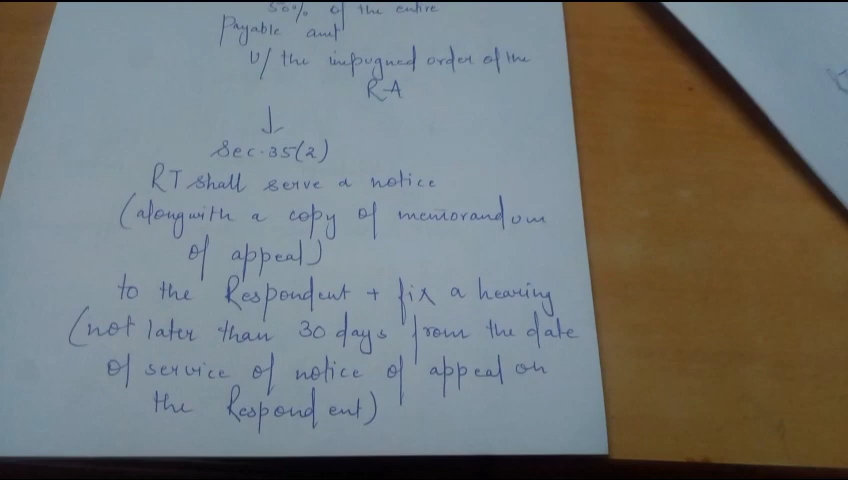 50% of the entire
Payable amt
U/ the impugned order of the
RA
Sec. 35(2)
RT shall serve a notice
(alongwith a copy of memorandum
of appeal)
to the Respondent + fix a hearing
(not later than 30 days from the date
of service of notice of appeal on
the Respondent)